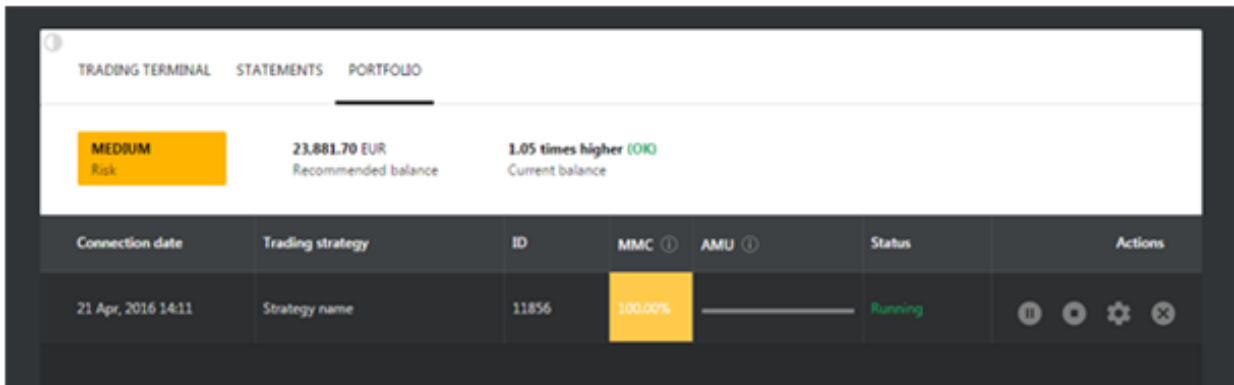 TRADING TERMINAL STATEMENTS PORTFOLIO
MEDIUM 23,881.70 EUR 1.05 times higher (OK)
Risk Recommended balance Current balance
Connection date Trading strategy ID MMC AMU Status Actions
21 Apr, 2016 14:11 Strategy name 11856 100.00% Running